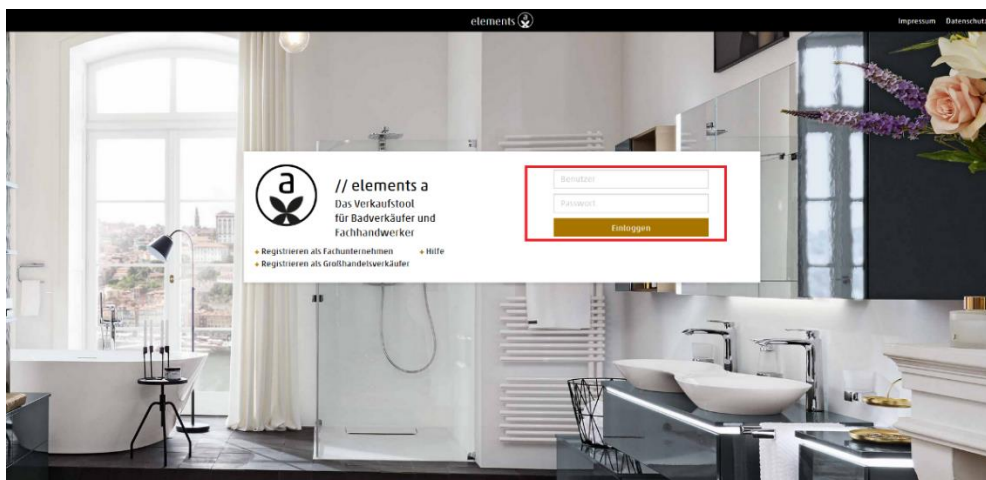 elements
Impressum Datenschutz
a
// elements a
Das Verkaufstool
für Badverkäufer und
Fachhandwerker
+ Registrieren als Fachunternehmen + Hilfe
+ Registrieren als Großhandelsverkäufer
Benutzer
Passwort
Einloggen